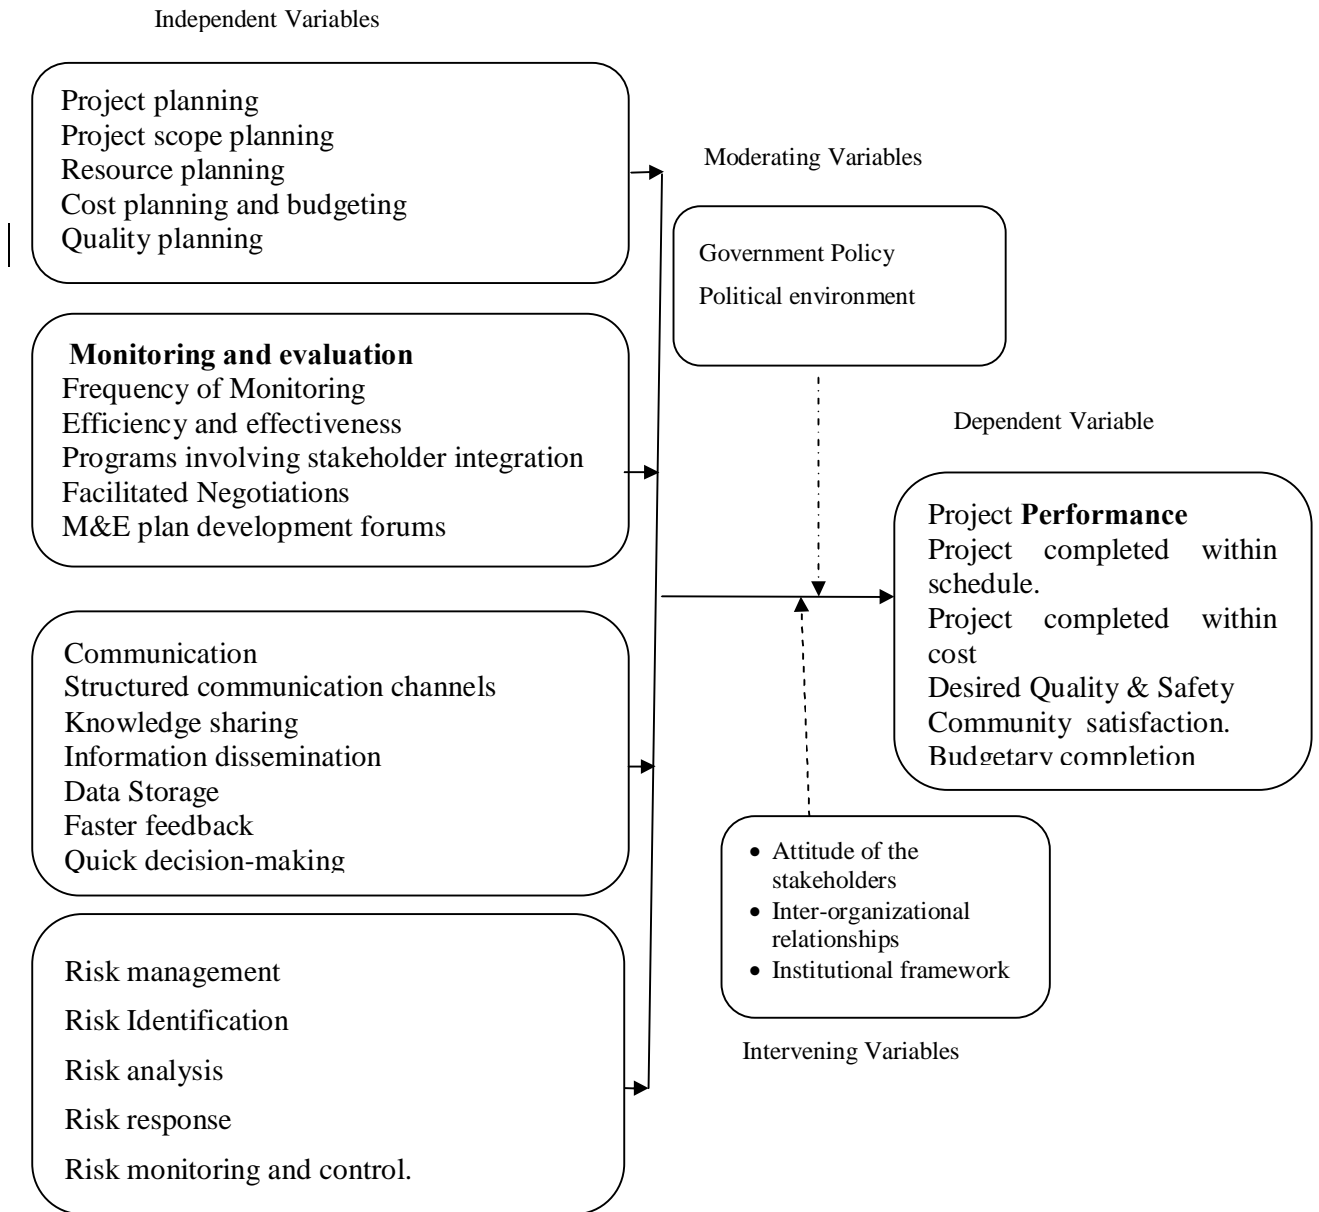 Independent Variables
Project planning
Project scope planning
Resource planning
Cost planning and budgeting
Quality planning
Monitoring and evaluation
Frequency of Monitoring
Efficiency and effectiveness
Programs involving stakeholder integration
Facilitated Negotiations
M&E plan development forums
Communication
Structured communication channels
Knowledge sharing
Information dissemination
Data Storage
Faster feedback
Quick decision-making
Risk management
Risk Identification
Risk analysis
Risk response
Risk monitoring and control.
Moderating Variables
Government Policy
Political environment
Dependent Variable
Project Performance
Project completed within
schedule.
Project completed within
cost
Desired Quality & Safety
Community satisfaction.
Budgetary completion
• Attitude of the
stakeholders
• Inter-organizational
relationships
• Institutional framework
Intervening Variables